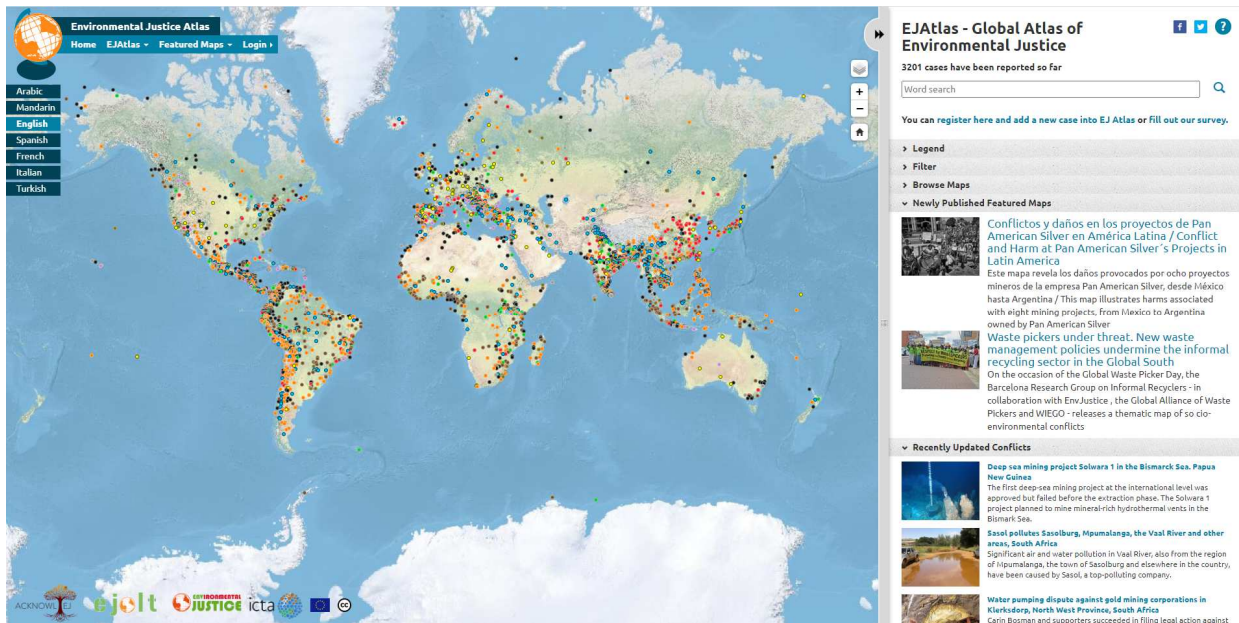 Environmental Justice Atlas
Home EJAtlas Featured Maps Login
Arabic
Mandarin
English
Spanish
French
Italian
Turkish
+
−
ACKNOWL EJ
ejolt
ENVIRONMENTAL
JUSTICE
icta
cc
EJAtlas - Global Atlas of
Environmental Justice
f
?
3201 cases have been reported so far
Word search
You can register here and add a new case into EJ Atlas or fill out our survey.
Legend
Filter
Browse Maps
Newly Published Featured Maps
Conflictos y daños en los proyectos de Pan
American Silver en América Latina / Conflict
and Harm at Pan American Silver´s Projects in
Latin America
Este mapa revela los daños provocados por ocho proyectos
mineros de la empresa Pan American Silver, desde México
hasta Argentina / This map illustrates harms associated
with eight mining projects, from Mexico to Argentina
owned by Pan American Silver
Waste pickers under threat. New waste
management policies undermine the informal
recycling sector in the Global South
On the occasion of the Global Waste Picker Day, the
Barcelona Research Group on Informal Recyclers - in
collaboration with EnvJustice , the Global Alliance of Waste
Pickers and WIEGO - releases a thematic map of so cio-
environmental conflicts
Recently Updated Conflicts
Deep sea mining project Solwara 1 in the Bismarck Sea. Papua
New Guinea
The first deep-sea mining project at the international level was
approved but failed before the extraction phase. The Solwara 1
project planned to mine mineral-rich hydrothermal vents in the
Bismark Sea.
Sasol pollutes Sasolburg, Mpumalanga, the Vaal River and other
areas, South Africa
Significant air and water pollution in Vaal River, also from the region
of Mpumalanga, the town of Sasolburg and elsewhere in the country,
have been caused by Sasol, a top-polluting company.
Water pumping dispute against gold mining corporations in
Klerksdorp, North West Province, South Africa
Carin Bosman and supporters succeeded in filing legal action against